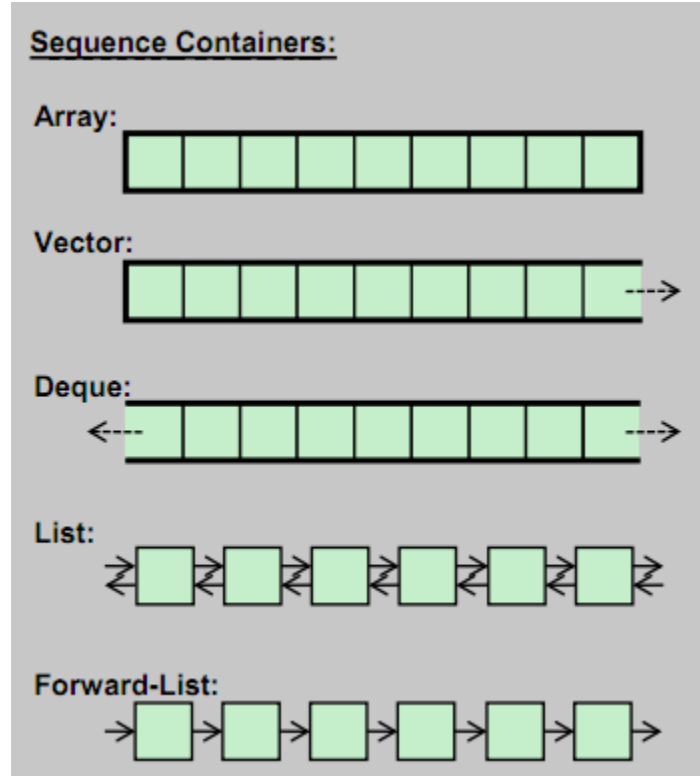 Sequence Containers:
Array:
Vector:
Deque:
List:
Forward-List: